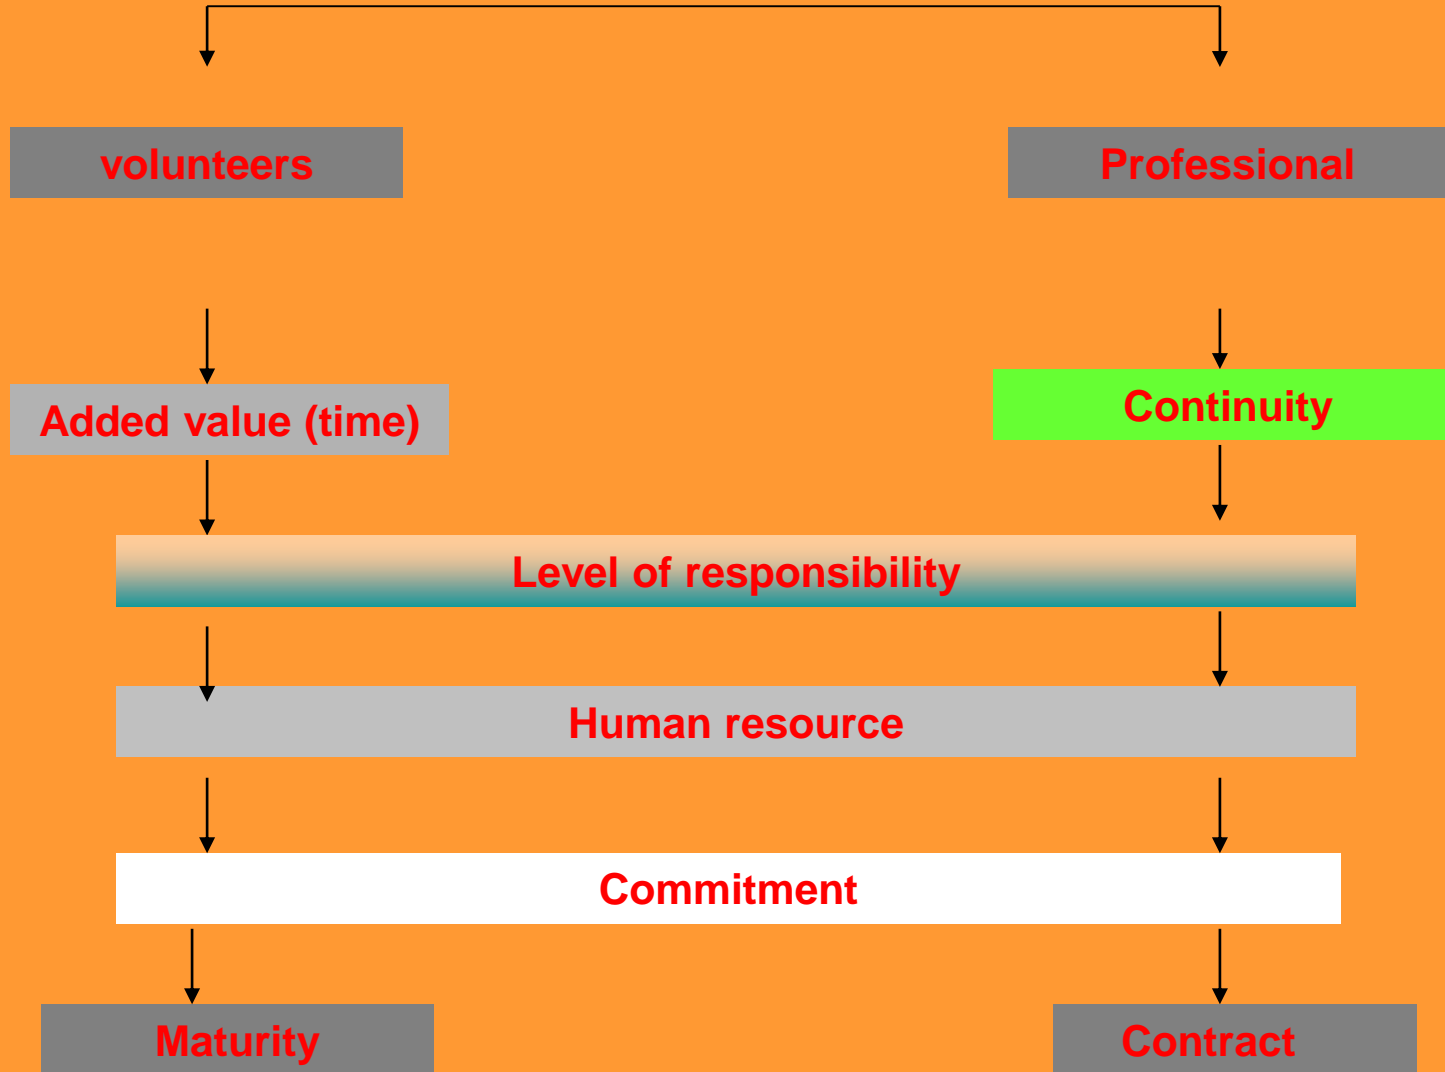 volunteers
Professional
Added value (time)
Continuity
Level of responsibility
Human resource
Commitment
Maturity
Contract